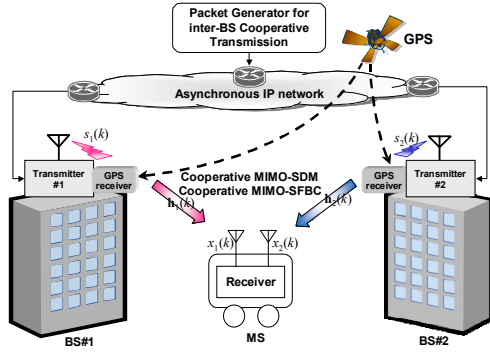 Packet Generator for
inter-BS Cooperative
Transmission
GPS
Asynchronous IP network
s₁(k)
s₂(k)
Transmitter
#1
GPS
receiver
Cooperative MIMO-SDM
Cooperative MIMO-SFBC
GPS
receiver
Transmitter
#2
h₁(k)
h₂(k)
x₁(k)
x₂(k)
Receiver
MS
BS#1
BS#2